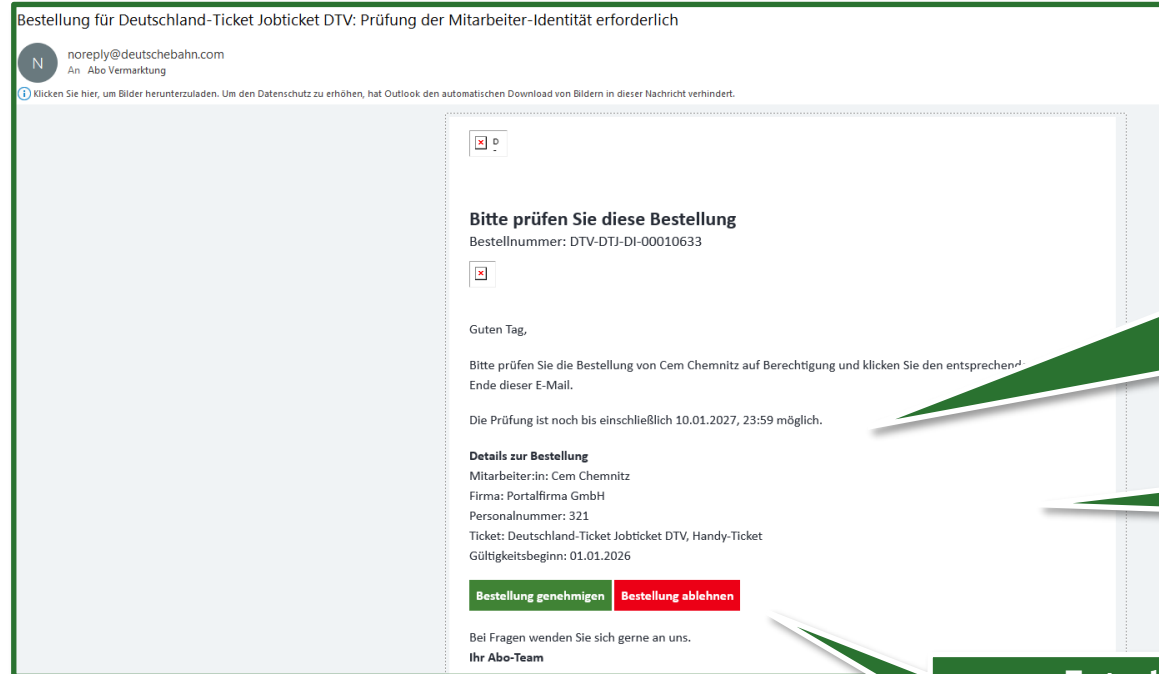 Bestellung für Deutschland-Ticket Jobticket DTV: Prüfung der Mitarbeiter-Identität erforderlich
N
noreply@deutschebahn.com
An Abo Vermarktung
Klicken Sie hier, um Bilder herunterzuladen. Um den Datenschutz zu erhöhen, hat Outlook den automatischen Download von Bildern in dieser Nachricht verhindert.
D
-
Bitte prüfen Sie diese Bestellung
Bestellnummer: DTV-DTJ-DI-00010633
Guten Tag,
Bitte prüfen Sie die Bestellung von Cem Chemnitz auf Berechtigung und klicken Sie den
Ende dieser E-Mail.
Die Prüfung ist noch bis einschließlich 10.01.2027, 23:59 möglich.
Details zur Bestellung
Mitarbeiter:in: Cem Chemnitz
Firma: Portalfirma GmbH
Personalnummer: 321
Ticket: Deutschland-Ticket Jobticket DTV, Handy-Ticket
Gültigkeitsbeginn: 01.01.2026
Bestellung genehmigen Bestellung ablehnen
Bei Fragen wenden Sie sich gerne an uns.
Ihr Abo-Team